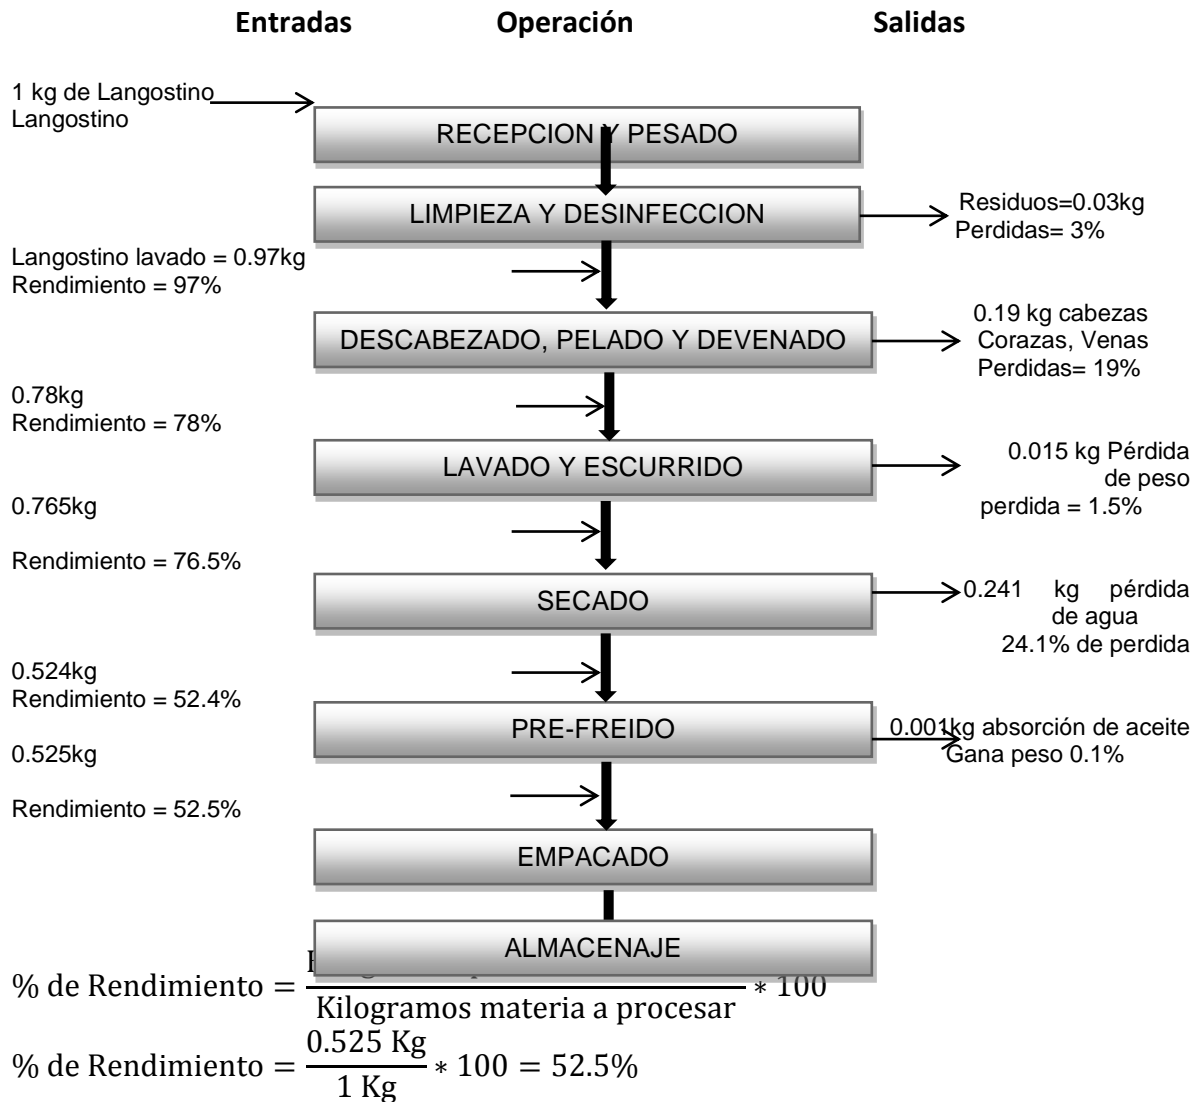 Entradas Operación Salidas
1 kg de Langostino
Langostino
RECEPCION Y PESADO
LIMPIEZA Y DESINFECCION
Residuos=0.03kg
Perdidas= 3%
Langostino lavado = 0.97kg
Rendimiento = 97%
DESCABEZADO, PELADO Y DEVENADO
0.19 kg cabezas
Corazas, Venas
Perdidas= 19%
0.78kg
Rendimiento = 78%
LAVADO Y ESCURRIDO
0.015 kg Pérdida
de peso
perdida = 1.5%
0.765kg
Rendimiento = 76.5%
SECADO
0.241 kg pérdida
de agua
24.1% de perdida
0.524kg
Rendimiento = 52.4%
PRE-FREIDO
0.001kg absorción de aceite
Gana peso 0.1%
0.525kg
Rendimiento = 52.5%
EMPACADO
ALMACENAJE
% de Rendimiento = / Kilogramos materia a procesar * 100
% de Rendimiento = 0.525 Kg / 1 Kg * 100 = 52.5%